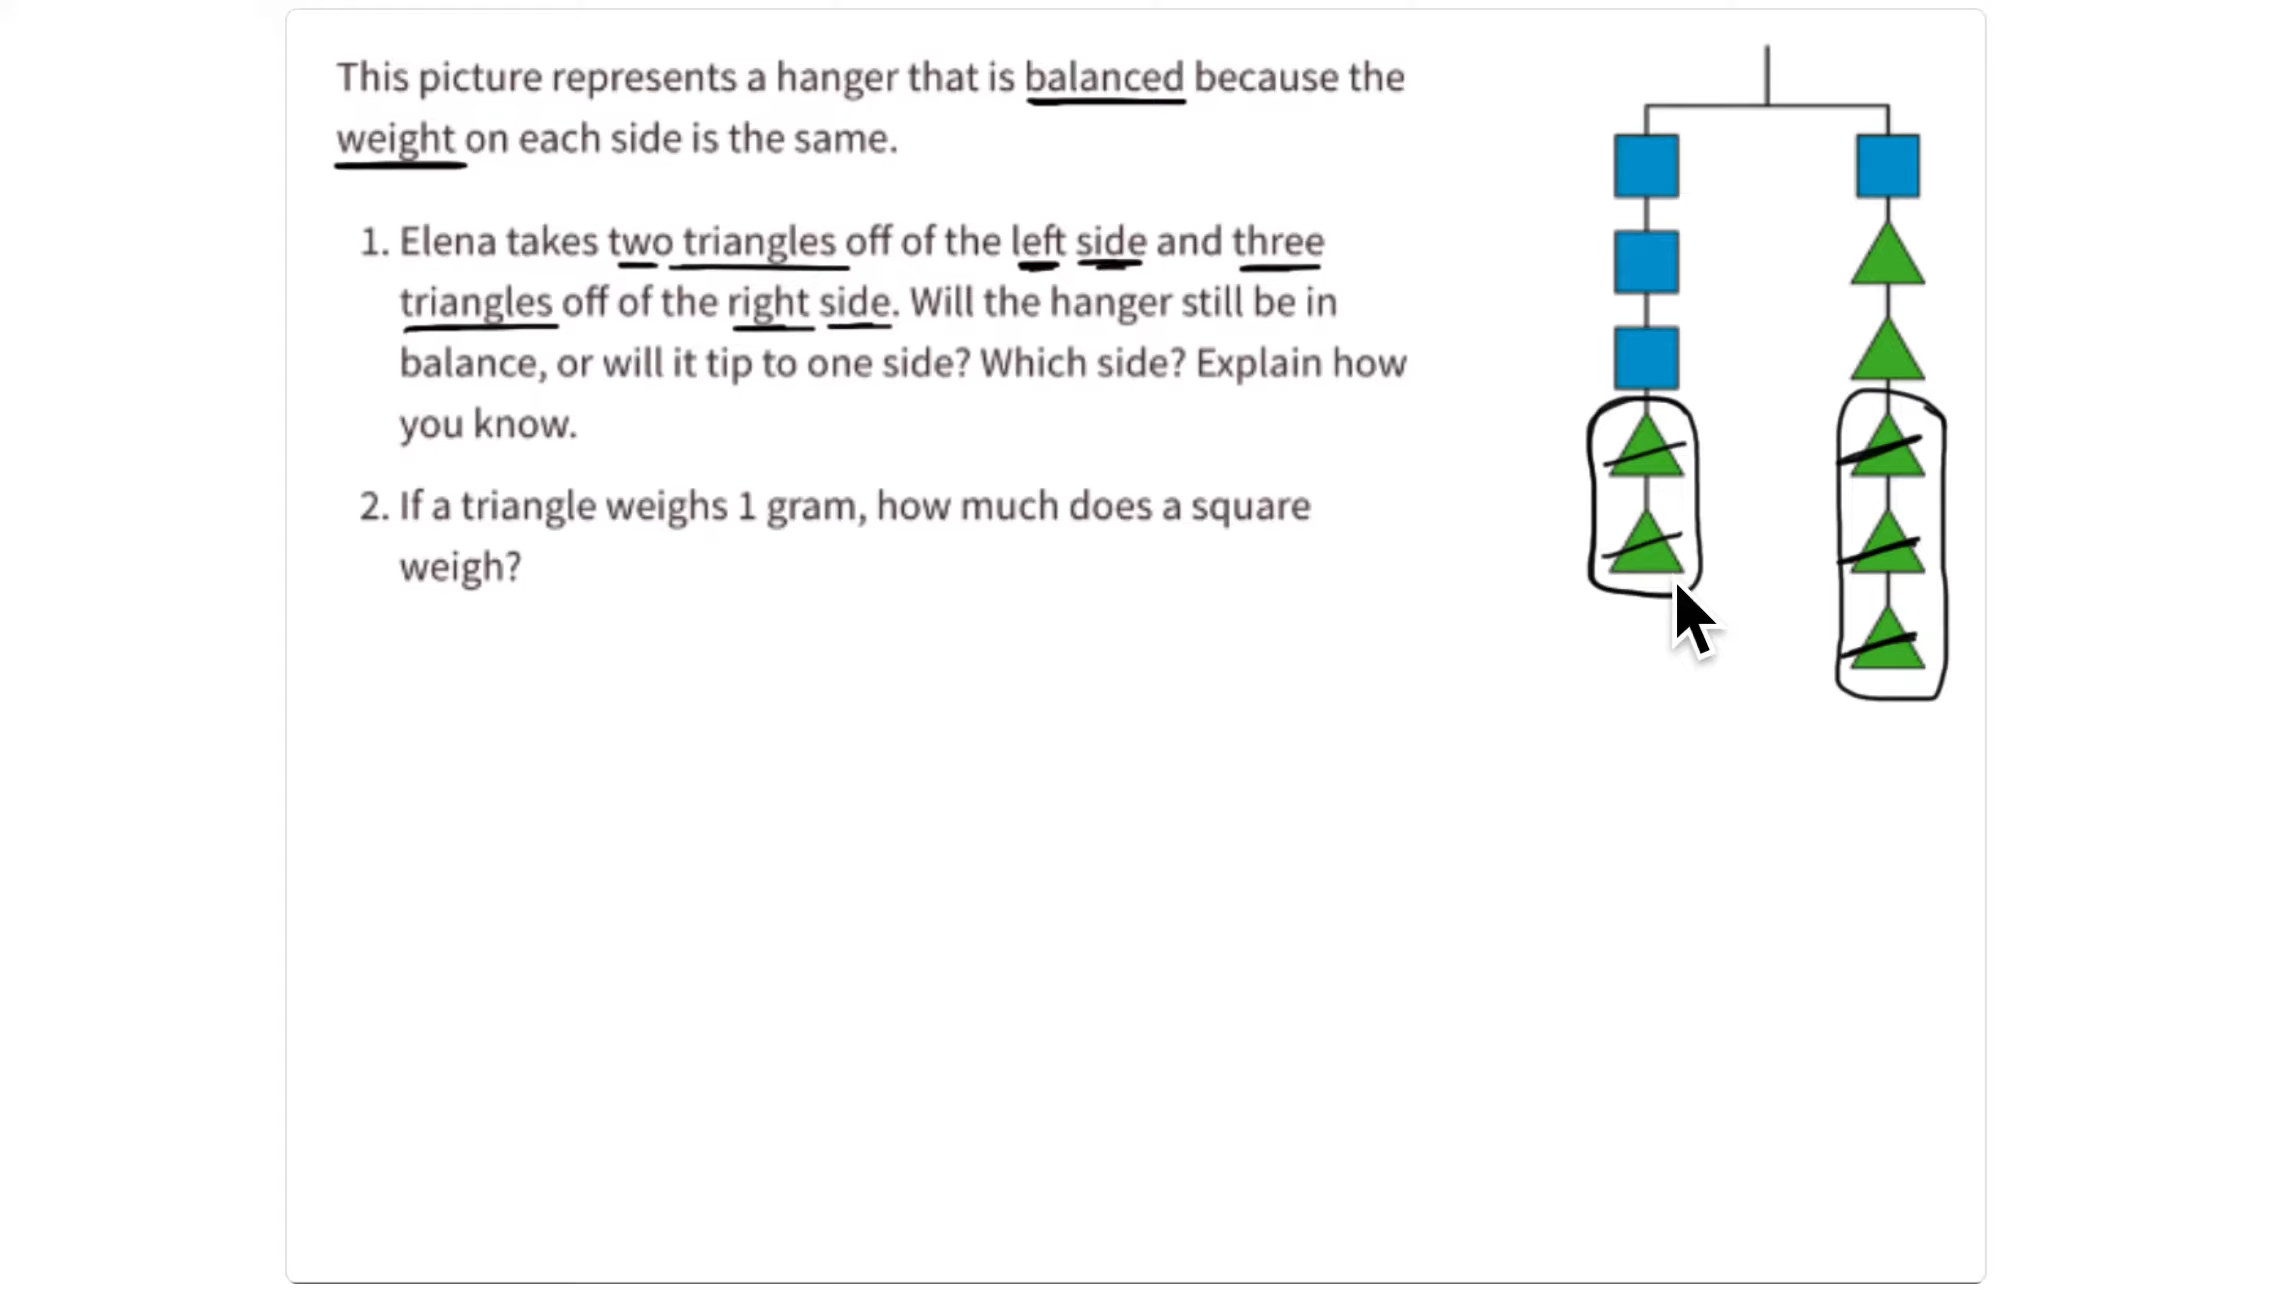 This picture represents a hanger that is balanced because the
weight on each side is the same.
1. Elena takes two triangles off of the left side and three
triangles off of the right side. Will the hanger still be in
balance, or will it tip to one side? Which side? Explain how
you know.
2. If a triangle weighs 1 gram, how much does a square
weigh?